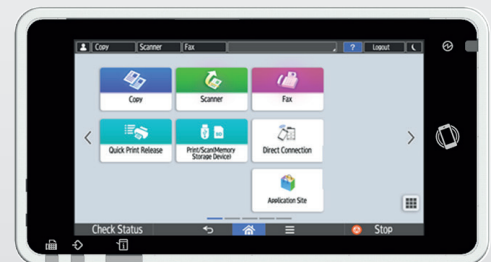 Copy Scanner Fax ? Logout
Copy Scanner Fax
Quick Print Release Print/Scan(Memory
Storage Device) Direct Connection
Application Site
Check Status Stop